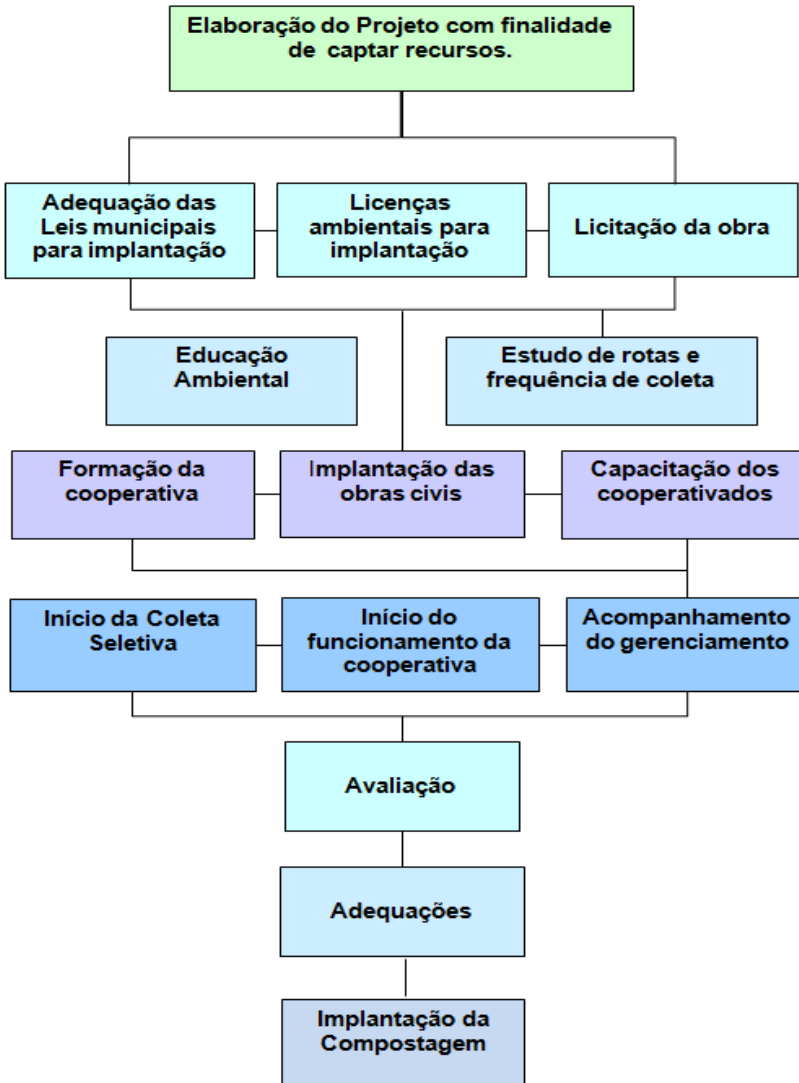 Elaboração do Projeto com finalidade
de captar recursos.
Adequação das
Leis municipais
para implantação
Licenças
ambientais para
implantação
Licitação da obra
Educação
Ambiental
Estudo de rotas e
frequência de coleta
Formação da
cooperativa
Implantação das
obras civis
Capacitação dos
cooperativados
Início da Coleta
Seletiva
Início do
funcionamento da
cooperativa
Acompanhamento
do gerenciamento
Avaliação
Adequações
Implantação da
Compostagem